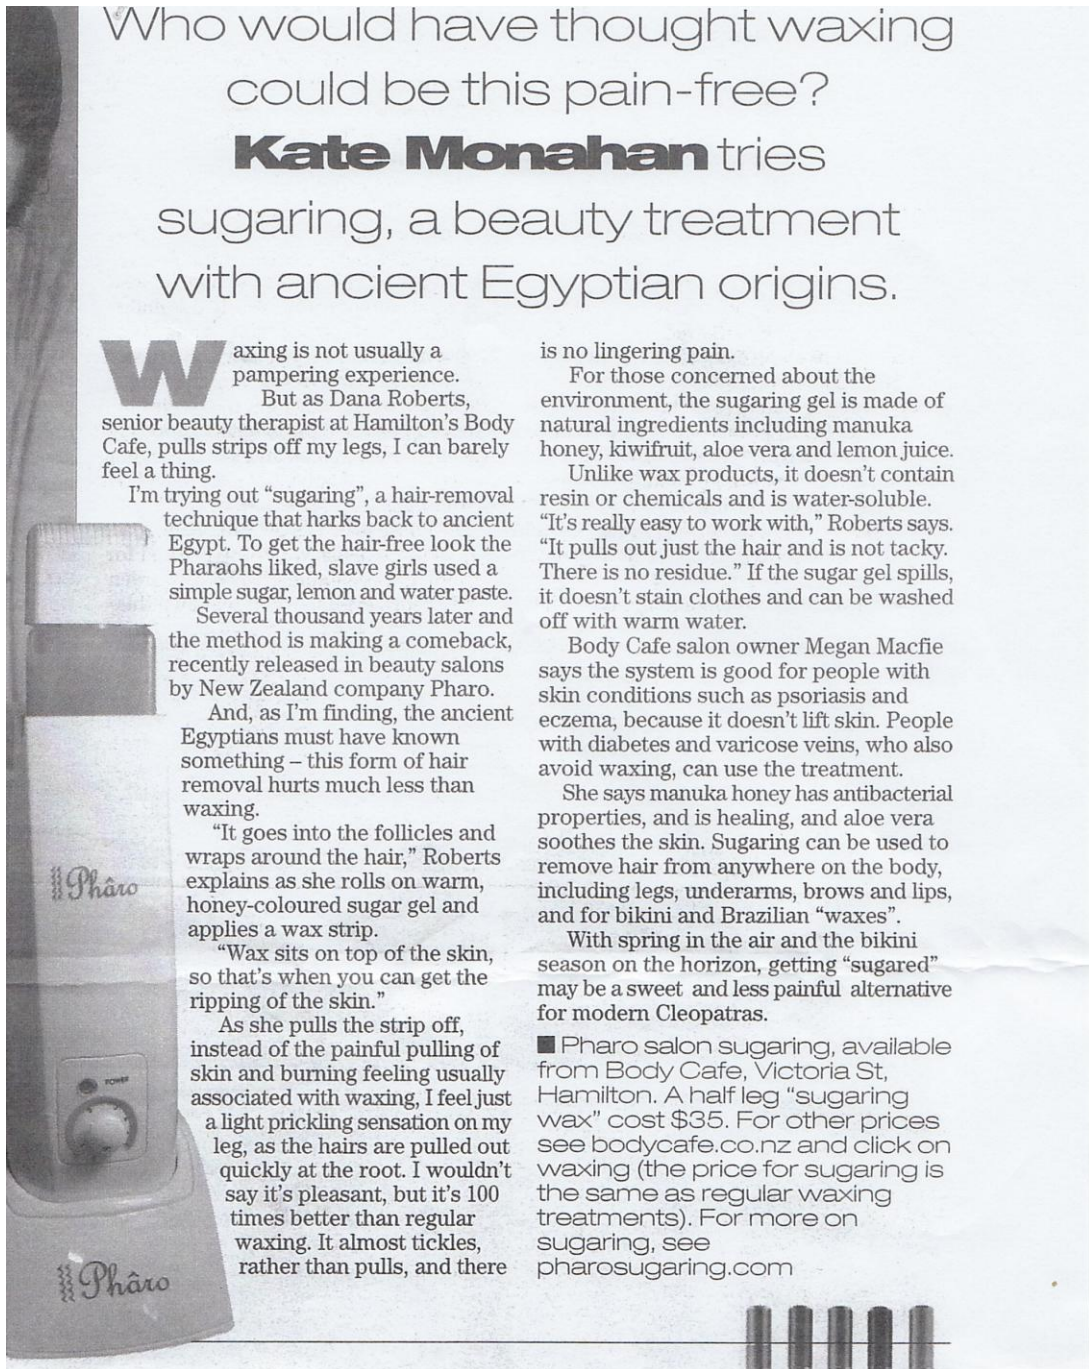 Who would have thought waxing
could be this pain-free?
Kate Monahan tries
sugaring, a beauty treatment
with ancient Egyptian origins.
Waxing is not usually a
pampering experience.
But as Dana Roberts,
senior beauty therapist at Hamilton's Body
Cafe, pulls strips off my legs, I can barely
feel a thing.
I'm trying out "sugaring", a hair-removal
technique that harks back to ancient
Egypt. To get the hair-free look the
Pharaohs liked, slave girls used a
simple sugar, lemon and water paste.
Several thousand years later and
the method is making a comeback,
recently released in beauty salons
by New Zealand company Pharo.
And, as I'm finding, the ancient
Egyptians must have known
something – this form of hair
removal hurts much less than
waxing.
"It goes into the follicles and
wraps around the hair," Roberts
explains as she rolls on warm,
honey-coloured sugar gel and
applies a wax strip.
"Wax sits on top of the skin,
so that's when you can get the
ripping of the skin."
As she pulls the strip off,
instead of the painful pulling of
skin and burning feeling usually
associated with waxing, I feel just
a light prickling sensation on my
leg, as the hairs are pulled out
quickly at the root. I wouldn't
say it's pleasant, but it's 100
times better than regular
waxing. It almost tickles,
rather than pulls, and there
is no lingering pain.
For those concerned about the
environment, the sugaring gel is made of
natural ingredients including manuka
honey, kiwifruit, aloe vera and lemon juice.
Unlike wax products, it doesn't contain
resin or chemicals and is water-soluble.
"It's really easy to work with," Roberts says.
"It pulls out just the hair and is not tacky.
There is no residue." If the sugar gel spills,
it doesn't stain clothes and can be washed
off with warm water.
Body Cafe salon owner Megan Macfie
says the system is good for people with
skin conditions such as psoriasis and
eczema, because it doesn't lift skin. People
with diabetes and varicose veins, who also
avoid waxing, can use the treatment.
She says manuka honey has antibacterial
properties, and is healing, and aloe vera
soothes the skin. Sugaring can be used to
remove hair from anywhere on the body,
including legs, underarms, brows and lips,
and for bikini and Brazilian "waxes".
With spring in the air and the bikini
season on the horizon, getting "sugared"
may be a sweet and less painful alternative
for modern Cleopatras.
■ Pharo salon sugaring, available
from Body Cafe, Victoria St,
Hamilton. A half leg "sugaring
wax" cost $35. For other prices
see bodycafe.co.nz and click on
waxing (the price for sugaring is
the same as regular waxing
treatments). For more on
sugaring, see
pharosugaring.com
Phâro
POWER
Phâro